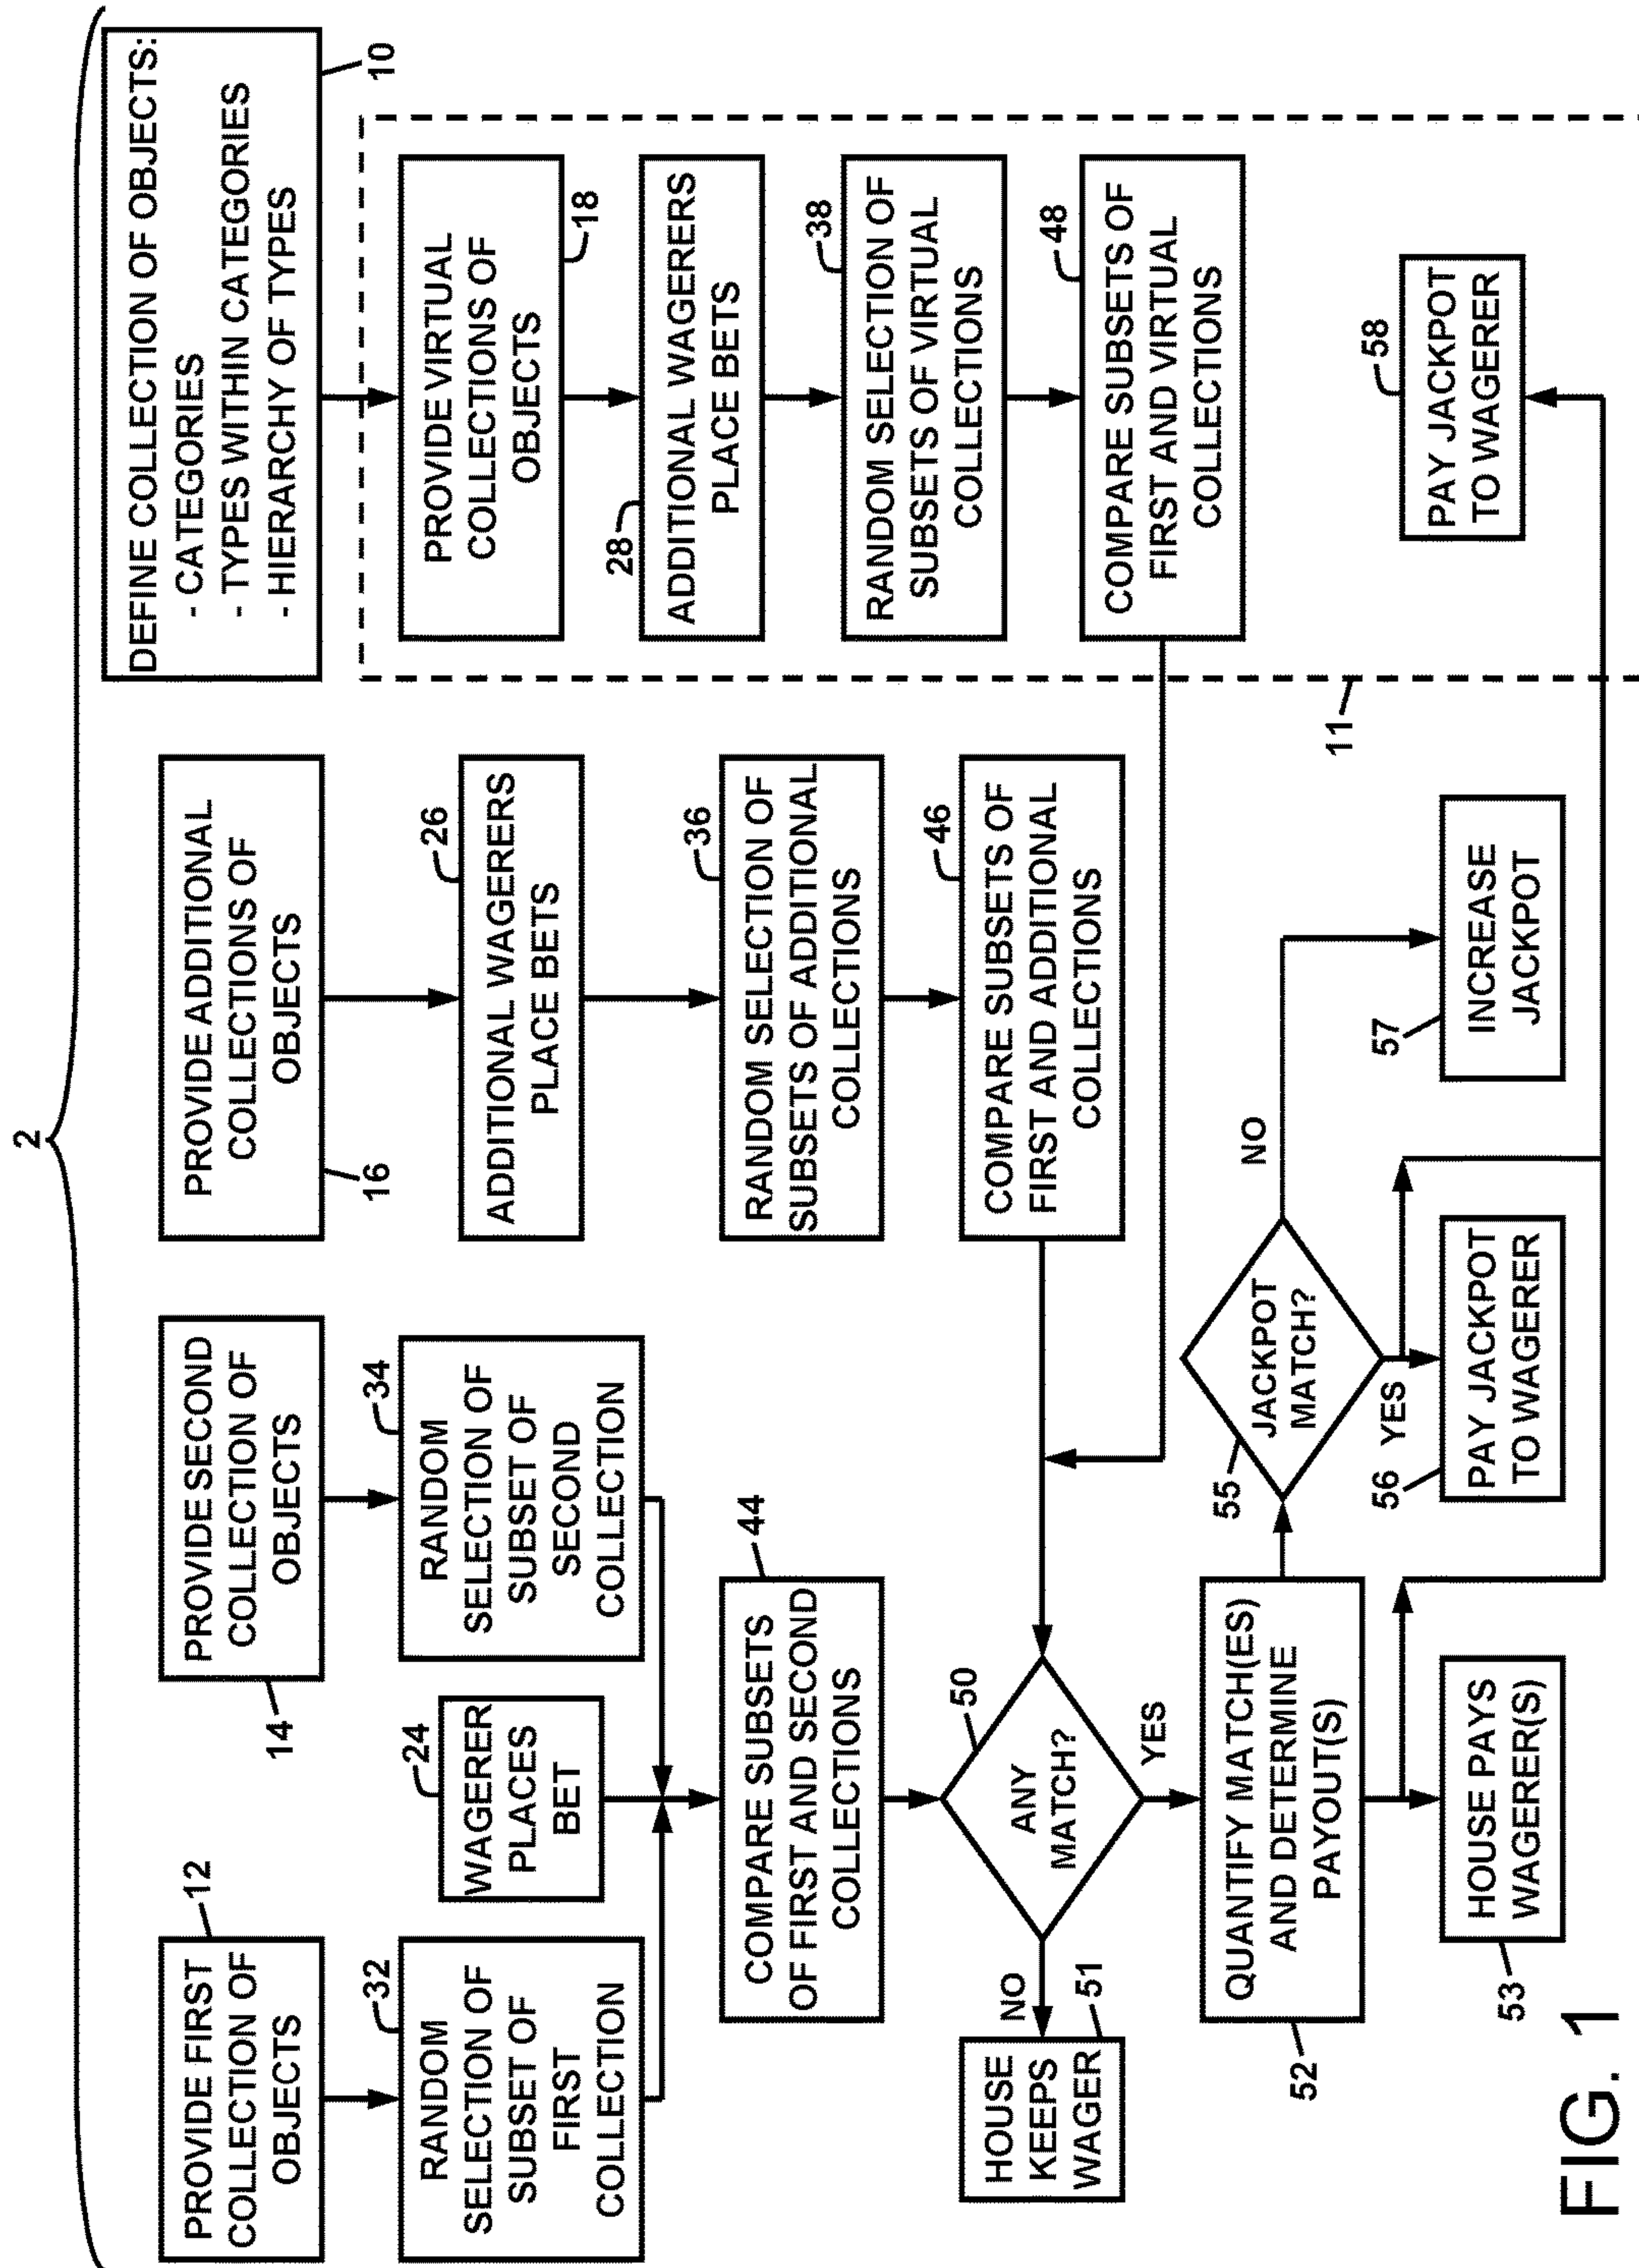 2
PROVIDE FIRST
COLLECTION OF
OBJECTS
12
PROVIDE SECOND
COLLECTION OF
OBJECTS
14
PROVIDE ADDITIONAL
COLLECTIONS OF
OBJECTS
16
DEFINE COLLECTION OF OBJECTS:
- CATEGORIES
- TYPES WITHIN CATEGORIES
- HIERARCHY OF TYPES
10
RANDOM
SELECTION OF
SUBSET OF
FIRST
COLLECTION
32
WAGERER
PLACES
BET
24
RANDOM
SELECTION OF
SUBSET OF
SECOND
COLLECTION
34
ADDITIONAL WAGERERS
PLACE BETS
26
PROVIDE VIRTUAL
COLLECTIONS OF
OBJECTS
18
ADDITIONAL WAGERERS
PLACE BETS
28
COMPARE SUBSETS
OF FIRST AND SECOND
COLLECTIONS
44
RANDOM SELECTION OF
SUBSETS OF ADDITIONAL
COLLECTIONS
36
RANDOM SELECTION OF
SUBSETS OF VIRTUAL
COLLECTIONS
38
COMPARE SUBSETS OF
FIRST AND ADDITIONAL
COLLECTIONS
46
COMPARE SUBSETS OF
FIRST AND VIRTUAL
COLLECTIONS
48
HOUSE
KEEPS
WAGER
51
NO
ANY
MATCH?
50
YES
QUANTIFY MATCH(ES)
AND DETERMINE
PAYOUT(S)
52
JACKPOT
MATCH?
55
NO
YES
11
HOUSE PAYS
WAGERER(S)
53
PAY JACKPOT
TO WAGERER
56
INCREASE
JACKPOT
57
PAY JACKPOT
TO WAGERER
58
FIG. 1